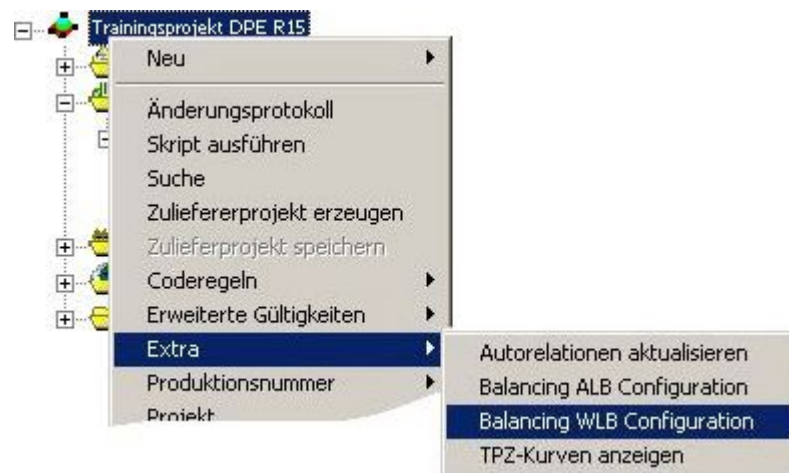 Trainingsprojekt DPE R15
Neu
Änderungsprotokoll
Skript ausführen
Suche
Zuliefererprojekt erzeugen
Zulieferprojekt speichern
Coderegeln
Erweiterte Gültigkeiten
Extra
Produktionsnummer
Projekt
Autorelationen aktualisieren
Balancing ALB Configuration
Balancing WLB Configuration
TPZ-Kurven anzeigen